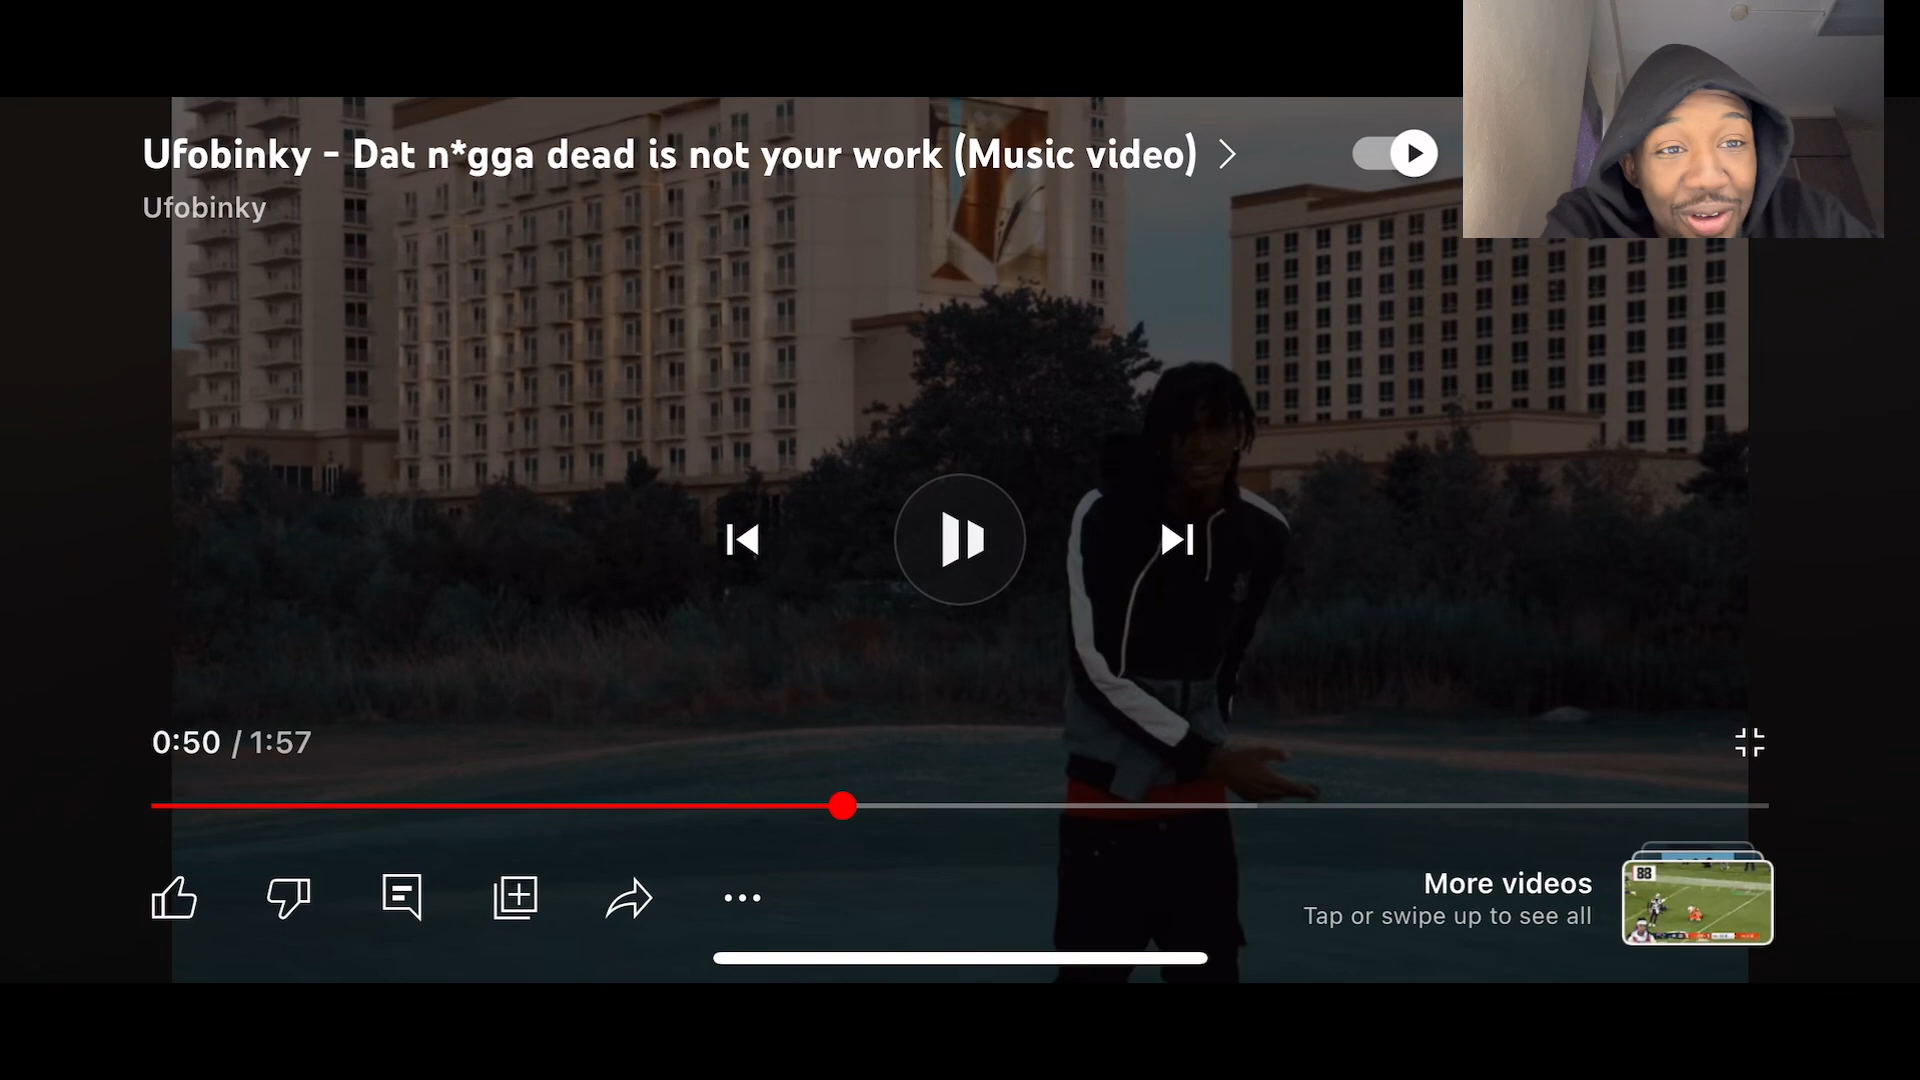 Ufobinky - Dat n*gga dead is not your work (Music video)
Ufobinky
0:50 / 1:57
More videos
Tap or swipe up to see all
88